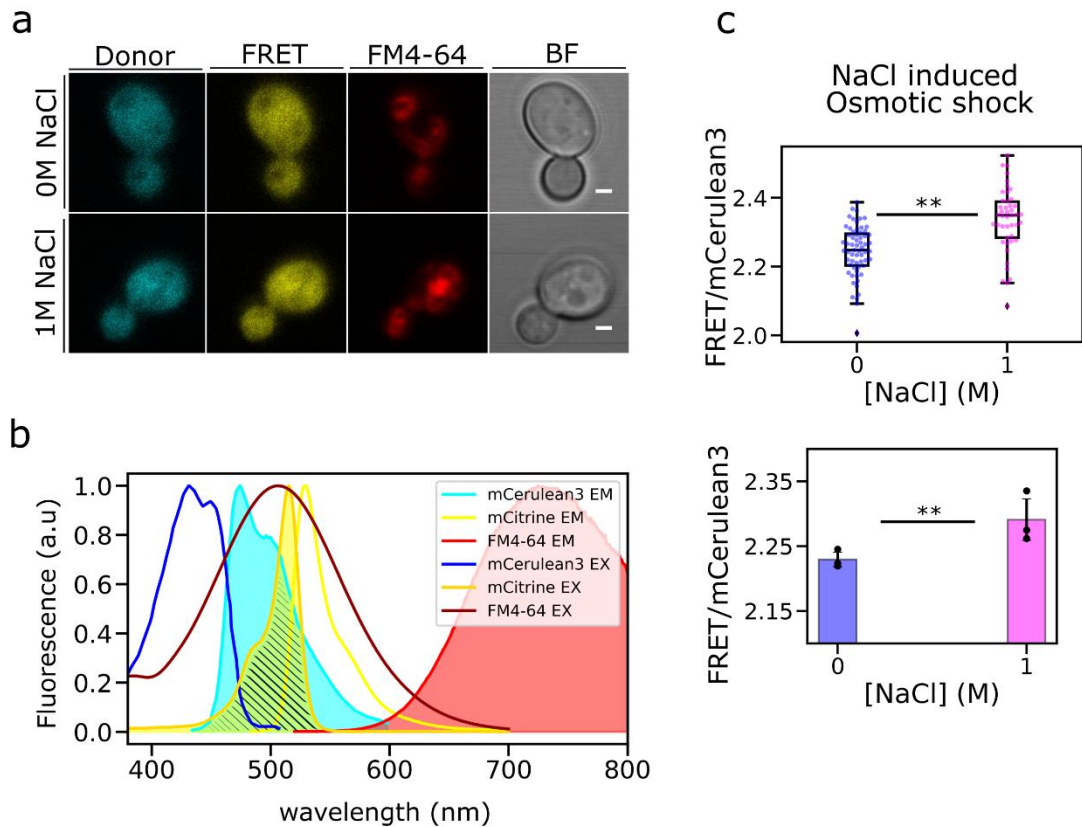 a
Donor FRET FM4-64 BF
0M NaCl
1M NaCl
b
Fluorescence (a.u)
1.0
0.8
0.6
0.4
0.2
0.0
400 500 600 700 800
wavelength (nm)
mCerulean3 EM
mCitrine EM
FM4-64 EM
mCerulean3 EX
mCitrine EX
FM4-64 EX
c
NaCl induced
Osmotic shock
FRET/mCerulean3
2.4
2.2
2.0
**
0 1
[NaCl] (M)
FRET/mCerulean3
2.35
2.25
2.15
**
0 1
[NaCl] (M)